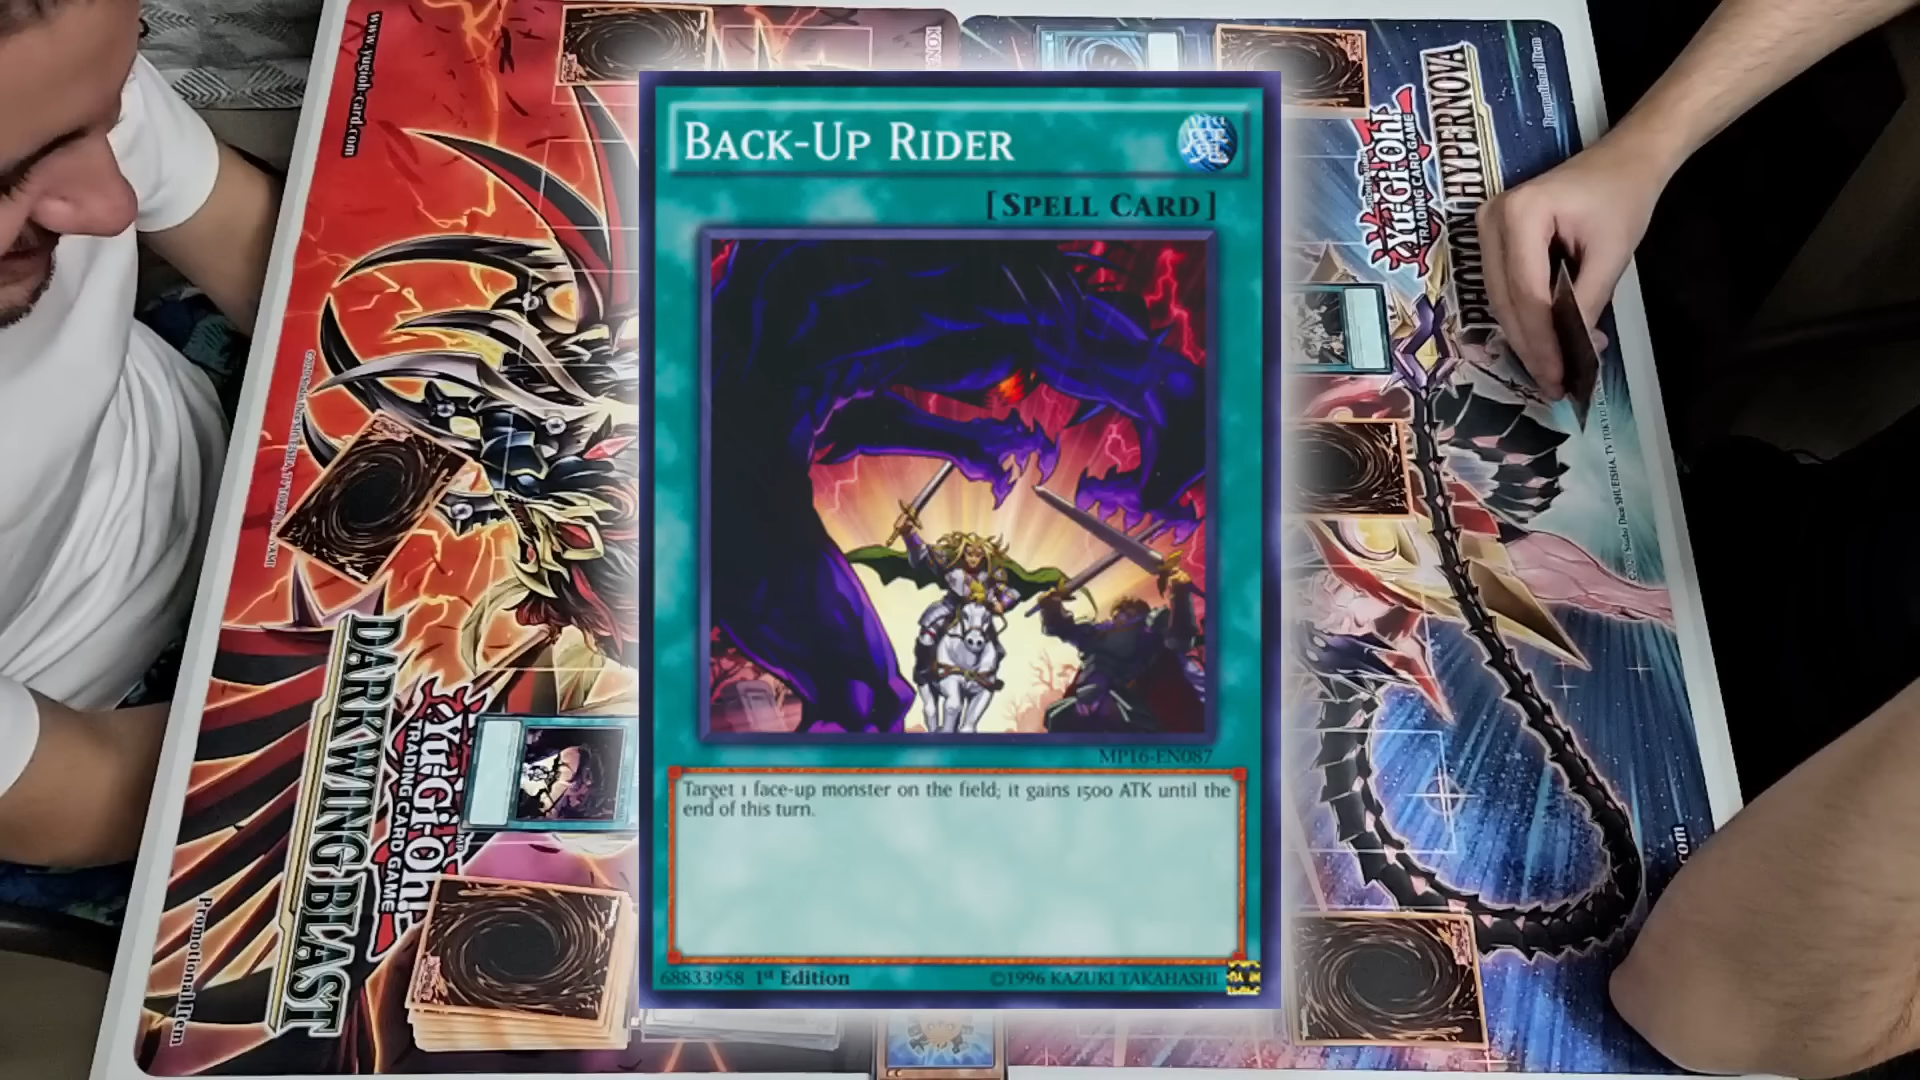 BACK-UP RIDER
[SPELL CARD]
MP16-EN087
Target 1 face-up monster on the field; it gains 1500 ATK until the
end of this turn.
68833958 1st Edition
©1996 KAZUKI TAKAHASHI
www.yugioh-card.com
DARKWING BLAST
Yu-Gi-Oh!
TRADING CARD GAME
Promotional Item
KON
PHOTON HYPERNOVA
Yu-Gi-Oh!
TRADING CARD GAME
Promotional Item
com